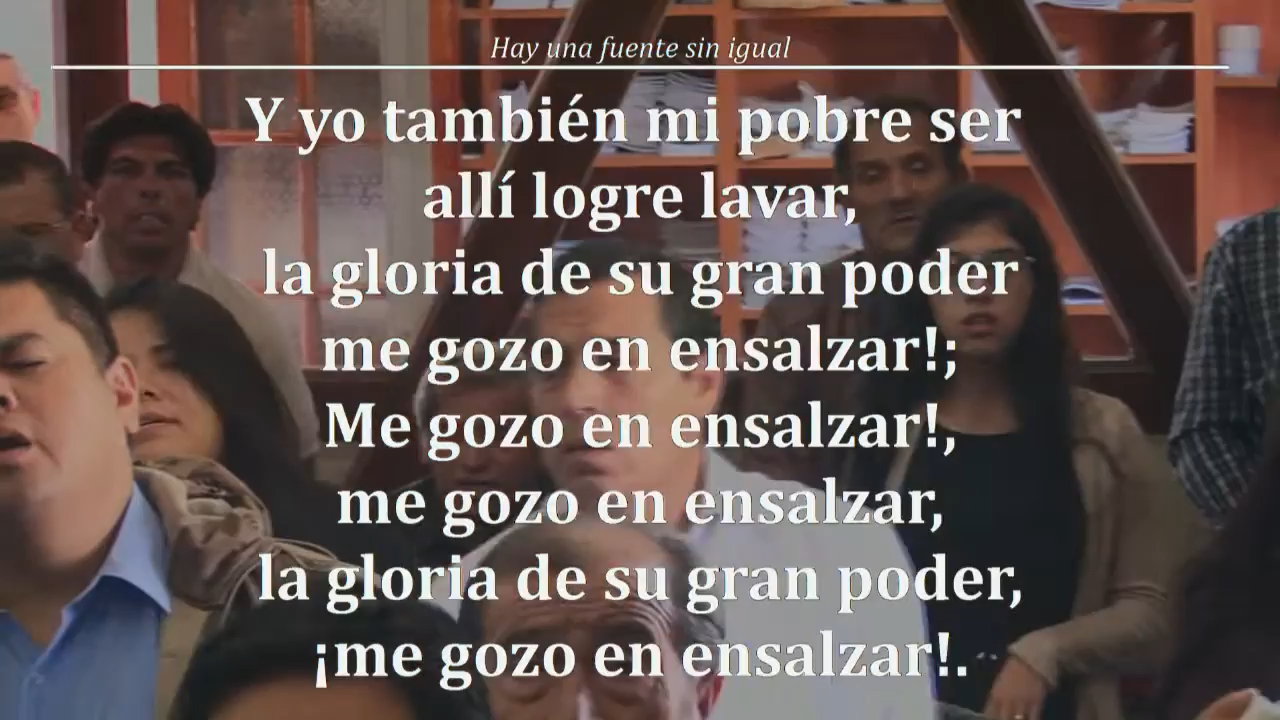 Hay una fuente sin igual
Y yo también mi pobre ser
allí logre lavar,
la gloria de su gran poder
me gozo en ensalzar!;
Me gozo en ensalzar!,
me gozo en ensalzar,
la gloria de su gran poder,
¡me gozo en ensalzar!.